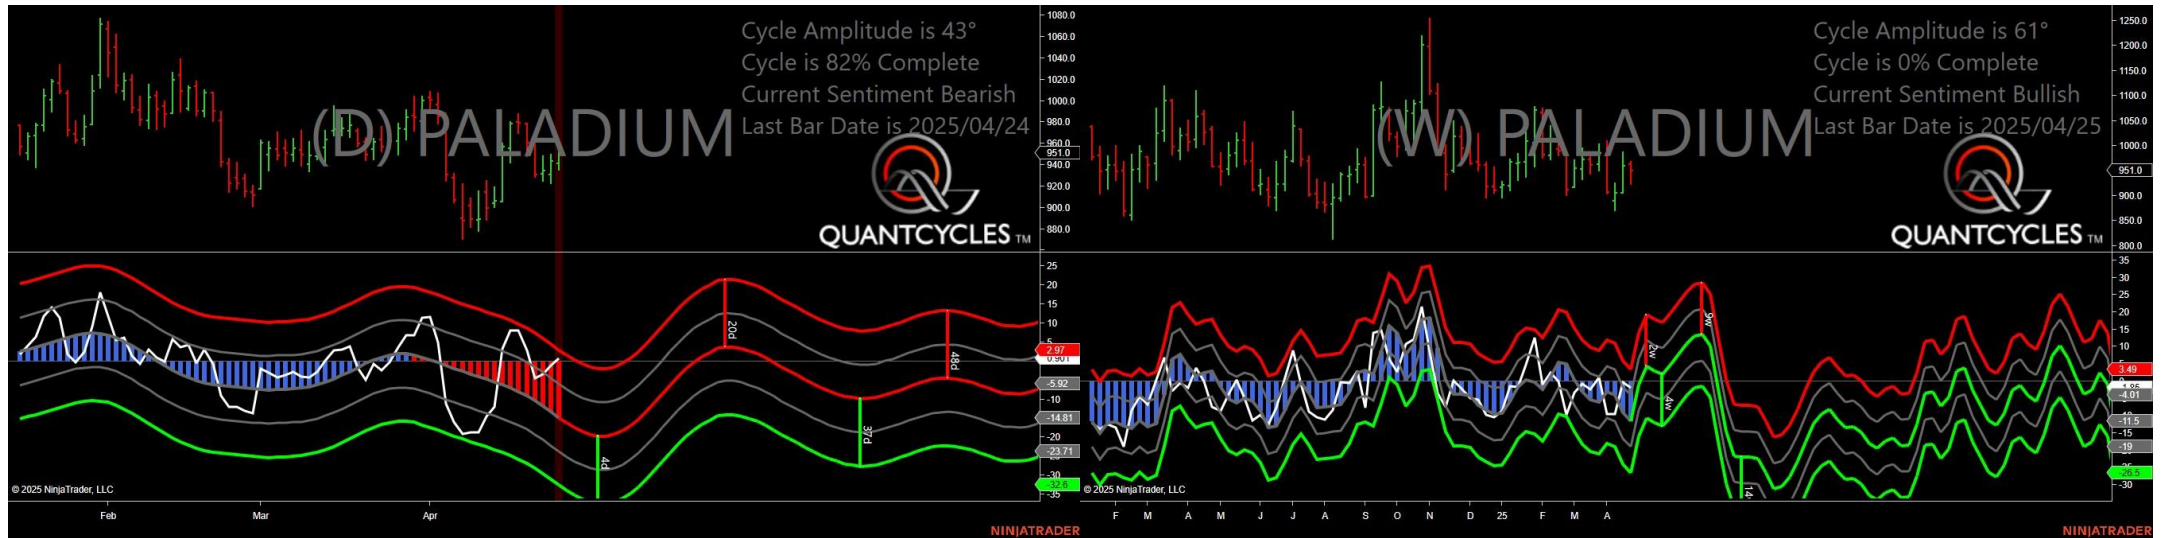 Cycle Amplitude is 43°
Cycle is 82% Complete
Current Sentiment Bearish
Last Bar Date is 2025/04/24
(D) PALADIUM
QUANTCYCLES TM
1080.0
1060.0
1040.0
1020.0
1000.0
980.0
960.0
951.0
940.0
920.0
900.0
880.0
25
20
15
10
5
2.97
0.901
-5.92
-10
-14.81
-20
-23.71
-30
-32.6
-35
20d
48d
37d
4d
© 2025 NinjaTrader, LLC
Feb
Mar
Apr
NINJATRADER
Cycle Amplitude is 61°
Cycle is 0% Complete
Current Sentiment Bullish
Last Bar Date is 2025/04/25
(W) PALADIUM
QUANTCYCLES TM
1250.0
1200.0
1150.0
1100.0
1050.0
1000.0
951.0
900.0
850.0
800.0
35
30
25
20
15
10
5
3.49
-4.01
-11.5
-15
-19
-26.5
-30
2w
9w
4w
© 2025 NinjaTrader, LLC
F M A M J J A S O N D 25 F M A
NINJATRADER